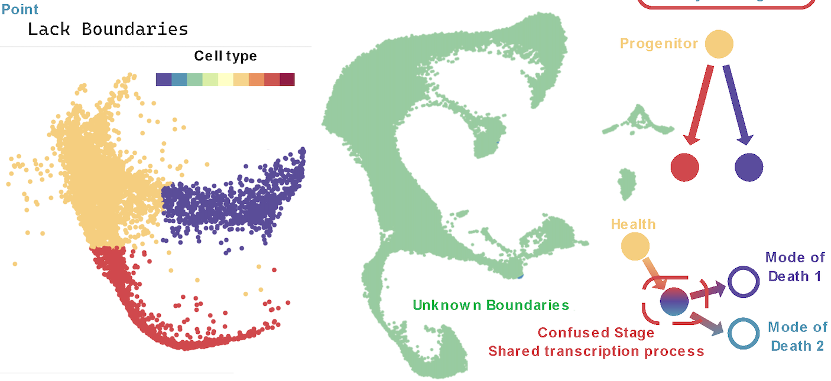 Point
Lack Boundaries
Cell type
Progenitor
Health
Mode of
Death 1
Unknown Boundaries
Confused Stage
Shared transcription process
Mode of
Death 2